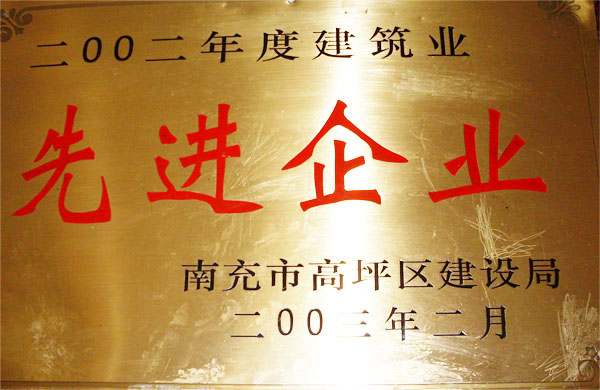 二00二年度建筑业
先进企业
南充市高坪区建设局
二00三年二月